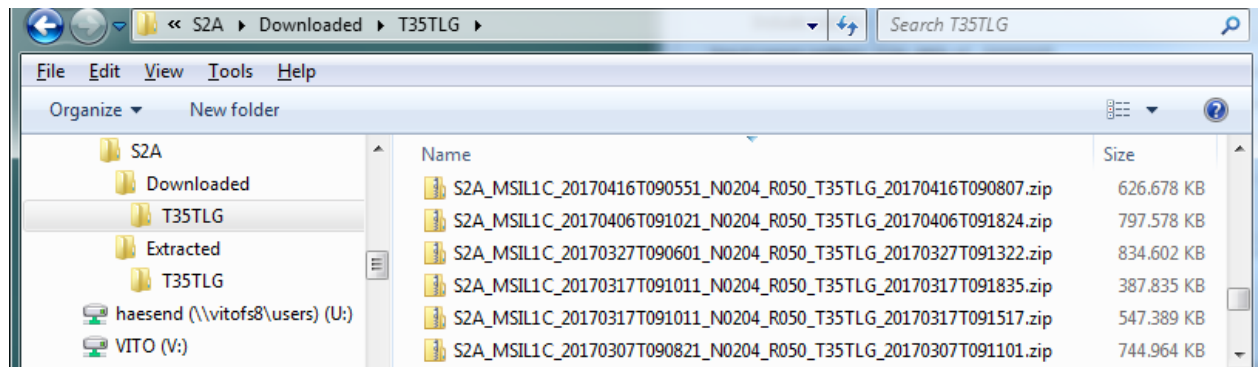 « S2A ▸ Downloaded ▸ T35TLG ▸ Search T35TLG
File Edit View Tools Help
Organize ▾ New folder
S2A
Downloaded
T35TLG
Extracted
T35TLG
haesend (\\vitofs8\users) (U:)
VITO (V:)
Name Size
S2A_MSIL1C_20170416T090551_N0204_R050_T35TLG_20170416T090807.zip 626.678 KB
S2A_MSIL1C_20170406T091021_N0204_R050_T35TLG_20170406T091824.zip 797.578 KB
S2A_MSIL1C_20170327T090601_N0204_R050_T35TLG_20170327T091322.zip 834.602 KB
S2A_MSIL1C_20170317T091011_N0204_R050_T35TLG_20170317T091835.zip 387.835 KB
S2A_MSIL1C_20170317T091011_N0204_R050_T35TLG_20170317T091517.zip 547.389 KB
S2A_MSIL1C_20170307T090821_N0204_R050_T35TLG_20170307T091101.zip 744.964 KB